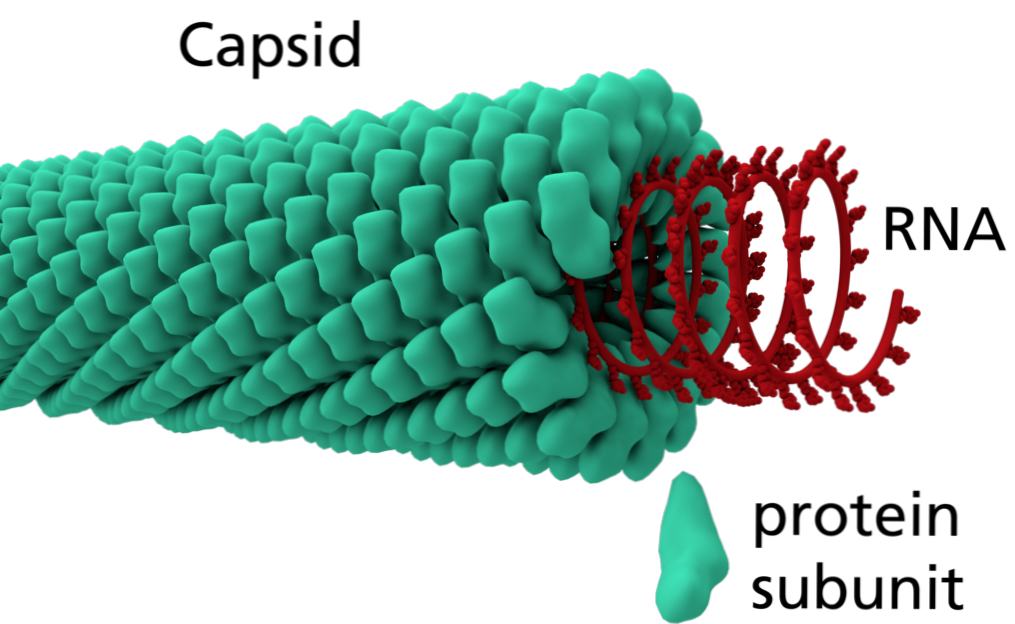 Capsid
RNA
protein
subunit